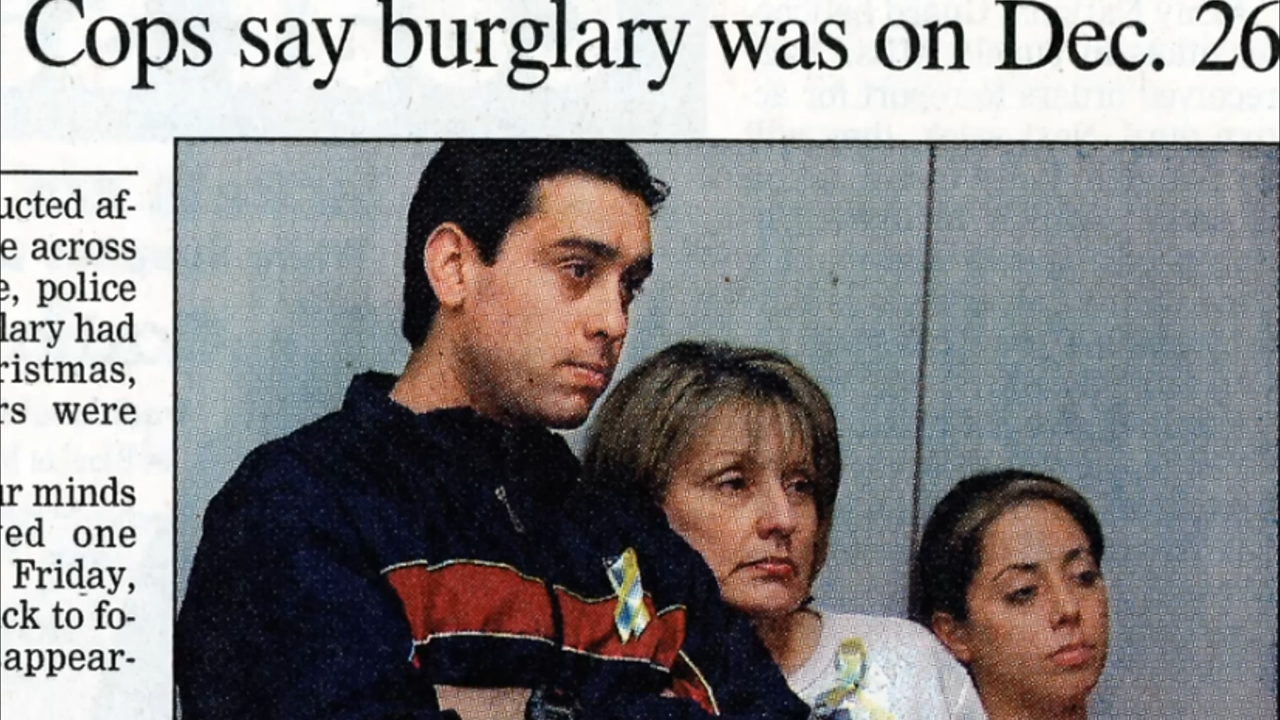 Cops say burglary was on Dec. 26
ucted af-
e across
e, police
lary had
ristmas,
rs were
ur minds
ed one
Friday,
ck to fo-
appear-